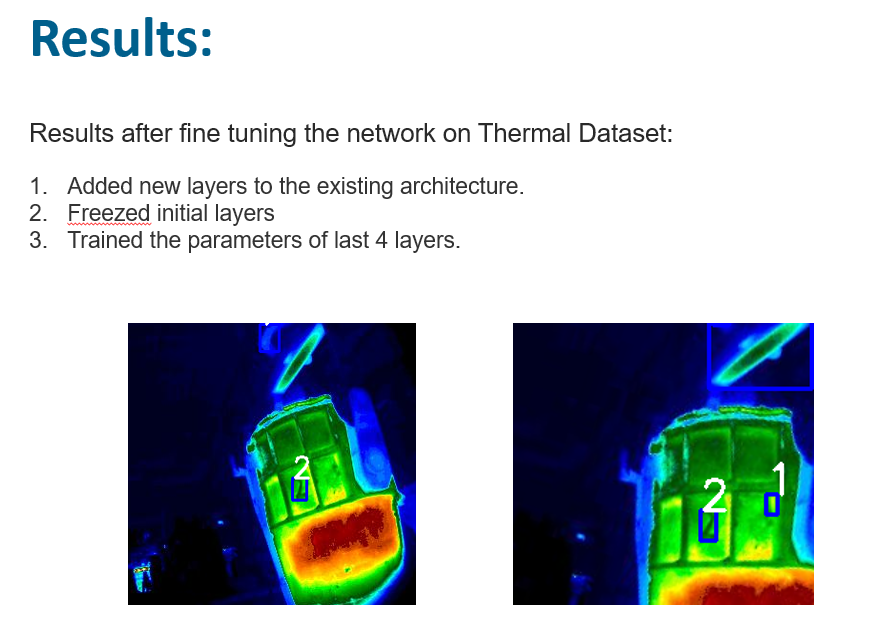 Results:
Results after fine tuning the network on Thermal Dataset:
1. Added new layers to the existing architecture.
2. Freezed initial layers
3. Trained the parameters of last 4 layers.
2
2
1